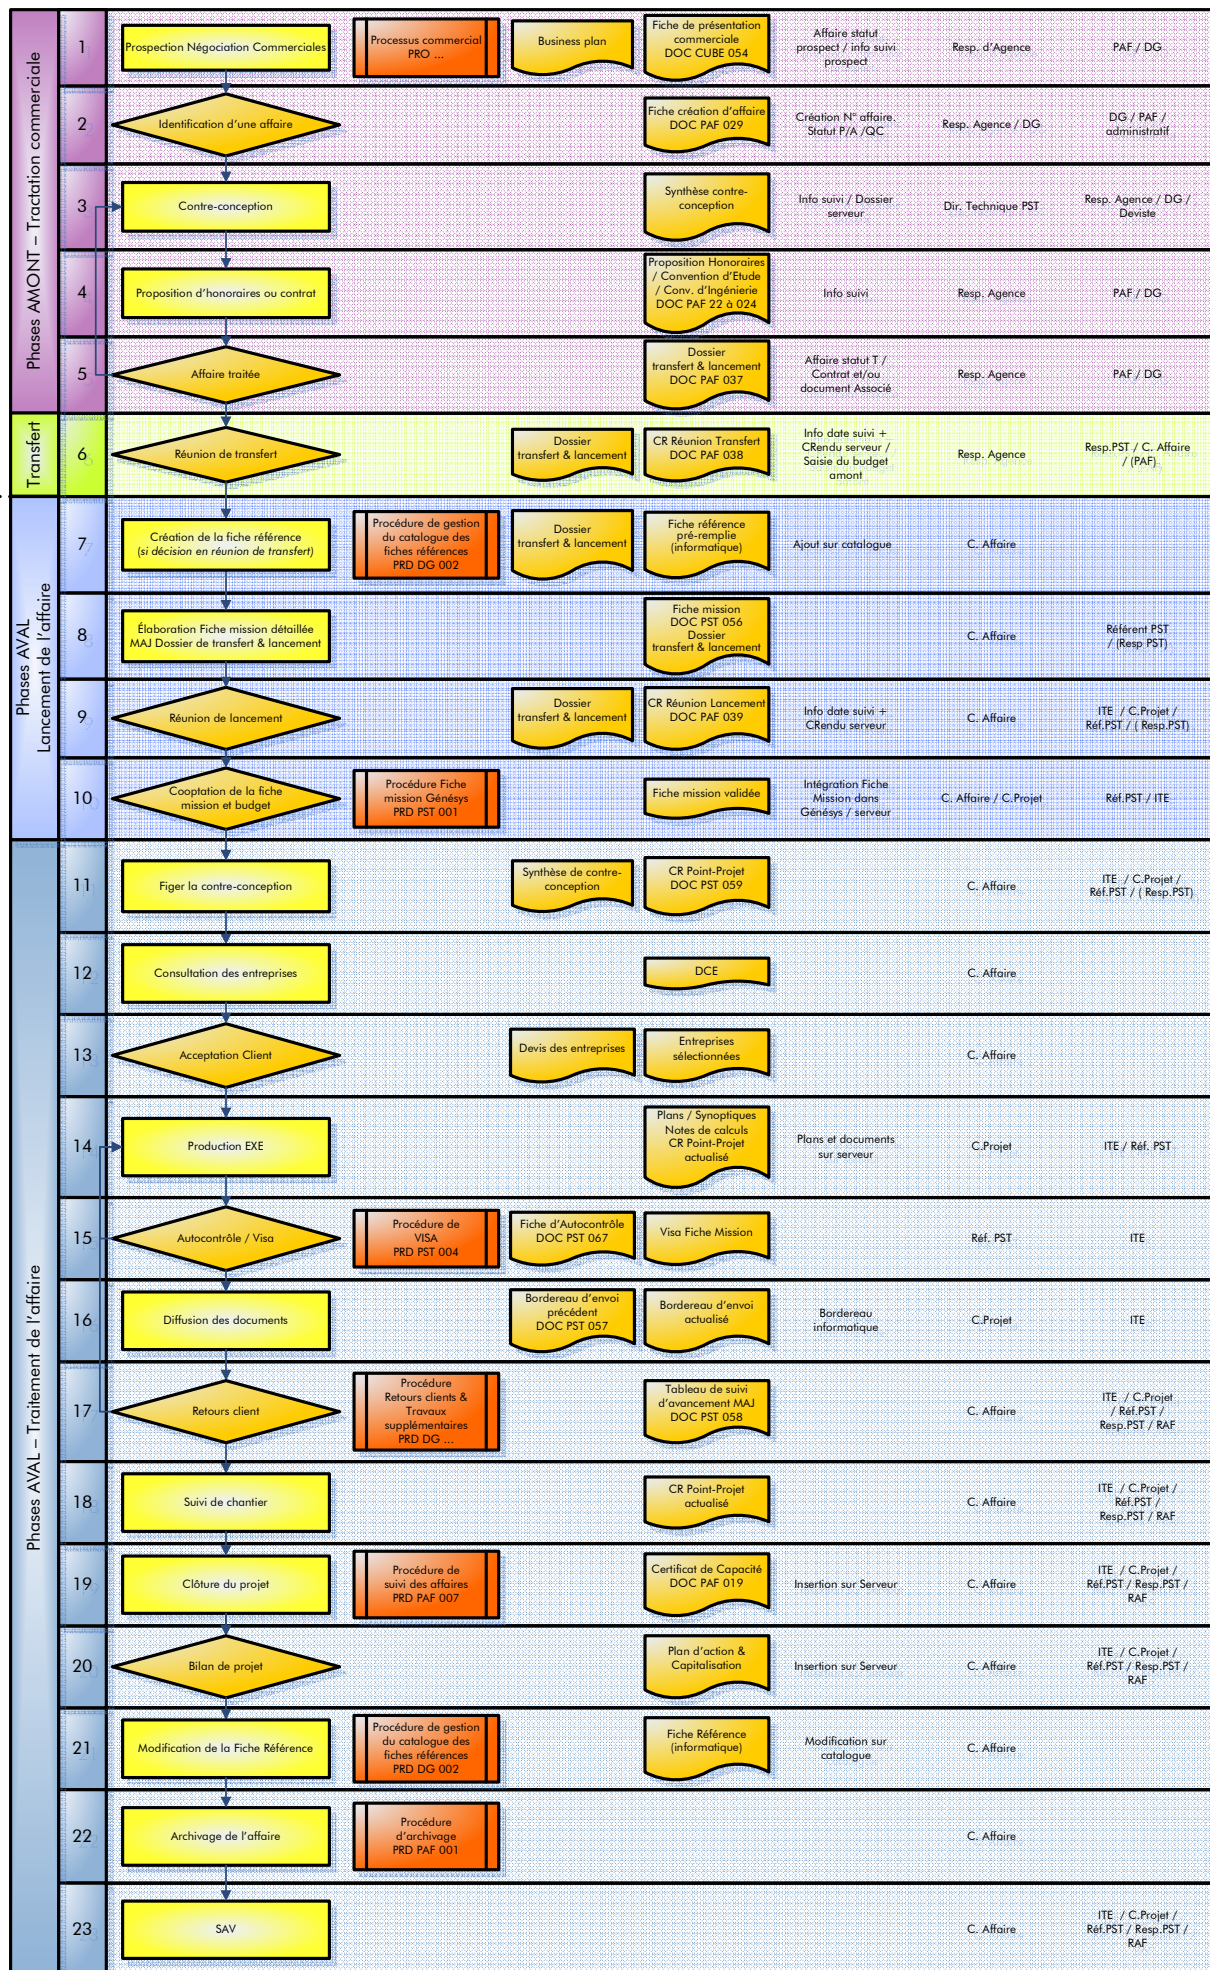 Phases AMONT – Tractation commerciale
1
Prospection Négociation Commerciales
Processus commercial
PRO ...
Business plan
Fiche de présentation
commerciale
DOC CUBE 054
Affaire statut
prospect / info suivi
prospect
Resp. d'Agence
PAF / DG
2
Identification d'une affaire
Fiche création d'affaire
DOC PAF 029
Création N° affaire.
Statut P/A /QC
Resp. Agence / DG
DG / PAF /
administratif
3
Contre-conception
Synthèse contre-
conception
Info suivi / Dossier
serveur
Dir. Technique PST
Resp. Agence / DG /
Deviste
4
Proposition d'honoraires ou contrat
Proposition Honoraires
/ Convention d'Etude
/ Conv. d'Ingénierie
DOC PAF 22 à 024
Info suivi
Resp. Agence
PAF / DG
5
Affaire traitée
Dossier
transfert & lancement
DOC PAF 037
Affaire statut T /
Contrat et/ou
document Associé
Resp. Agence
PAF / DG
Transfert
6
Réunion de transfert
Dossier
transfert & lancement
CR Réunion Transfert
DOC PAF 038
Info date suivi +
CRendu serveur /
Saisie du budget
amont
Resp. Agence
Resp.PST / C. Affaire
/ (PAF)
Phases AVAL
Lancement de l'affaire
7
Création de la fiche référence
(si décision en réunion de transfert)
Procédure de gestion
du catalogue des
fiches références
PRD DG 002
Dossier
transfert & lancement
Fiche référence
pré-remplie
(informatique)
Ajout sur catalogue
C. Affaire
8
Élaboration Fiche mission détaillée
MAJ Dossier de transfert & lancement
Fiche mission
DOC PST 056
Dossier
transfert & lancement
C. Affaire
Référent PST
/ (Resp PST)
9
Réunion de lancement
Dossier
transfert & lancement
CR Réunion Lancement
DOC PAF 039
Info date suivi +
CRendu serveur
C. Affaire
ITE / C.Projet /
Réf.PST / ( Resp.PST)
10
Cooptation de la fiche
mission et budget
Procédure Fiche
mission Génésys
PRD PST 001
Fiche mission validée
Intégration Fiche
Mission dans
Génésys / serveur
C. Affaire / C.Projet
Réf.PST / ITE
Phases AVAL – Traitement de l'affaire
11
Figer la contre-conception
Synthèse de contre-
conception
CR Point-Projet
DOC PST 059
C. Affaire
ITE / C.Projet /
Réf.PST / ( Resp.PST)
12
Consultation des entreprises
DCE
C. Affaire
13
Acceptation Client
Devis des entreprises
Entreprises
sélectionnées
C. Affaire
14
Production EXE
Plans / Synoptiques
Notes de calculs
CR Point-Projet
actualisé
Plans et documents
sur serveur
C.Projet
ITE / Réf. PST
15
Autocontrôle / Visa
Procédure de
VISA
PRD PST 004
Fiche d'Autocontrôle
DOC PST 067
Visa Fiche Mission
Réf. PST
ITE
16
Diffusion des documents
Bordereau d'envoi
précédent
DOC PST 057
Bordereau d'envoi
actualisé
Bordereau
informatique
C.Projet
ITE
17
Retours client
Procédure
Retours clients &
Travaux
supplémentaires
PRD DG ...
Tableau de suivi
d'avancement MAJ
DOC PST 058
C. Affaire
ITE / C.Projet
/ Réf.PST /
Resp.PST / RAF
18
Suivi de chantier
CR Point-Projet
actualisé
C. Affaire
ITE / C.Projet /
Réf.PST /
Resp.PST / RAF
19
Clôture du projet
Procédure de
suivi des affaires
PRD PAF 007
Certificat de Capacité
DOC PAF 019
Insertion sur Serveur
C. Affaire
ITE / C.Projet /
Réf.PST / Resp.PST /
RAF
20
Bilan de projet
Plan d'action &
Capitalisation
Insertion sur Serveur
C. Affaire
ITE / C.Projet /
Réf.PST / Resp.PST /
RAF
21
Modification de la Fiche Référence
Procédure de gestion
du catalogue des
fiches références
PRD DG 002
Fiche Référence
(informatique)
Modification sur
catalogue
C. Affaire
22
Archivage de l'affaire
Procédure
d'archivage
PRD PAF 001
C. Affaire
23
SAV
C. Affaire
ITE / C.Projet /
Réf.PST / Resp.PST /
RAF